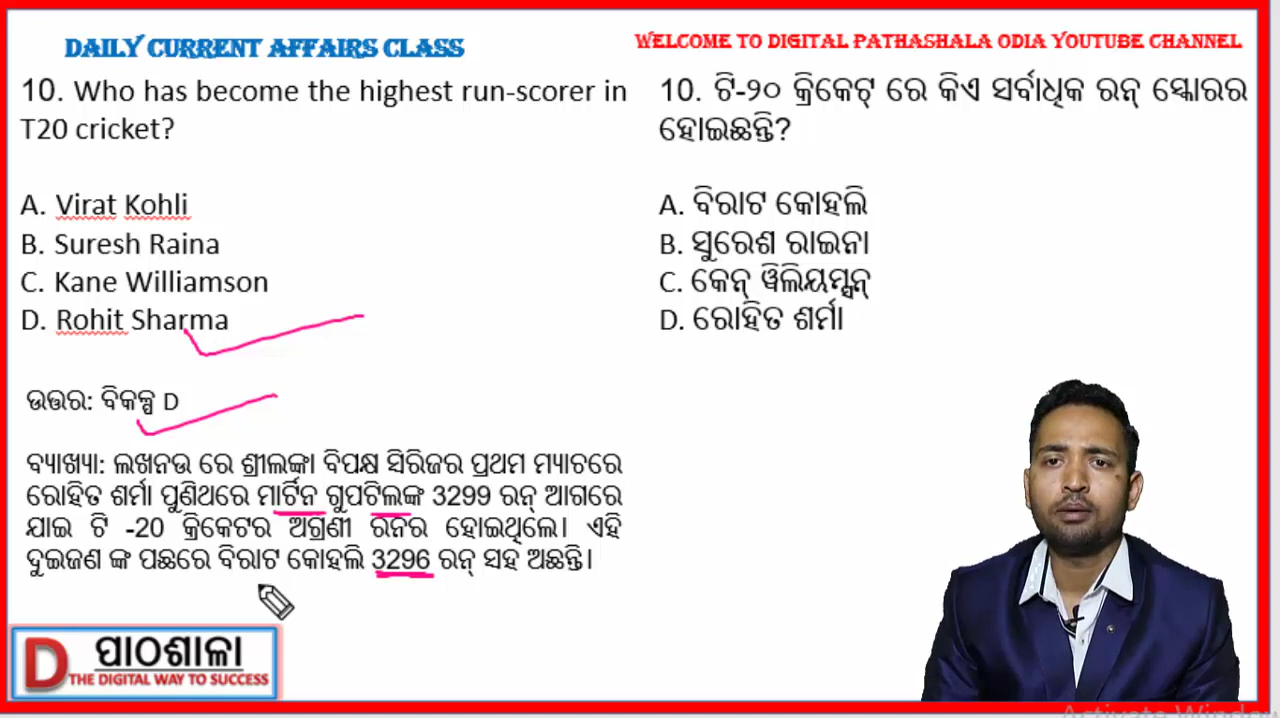 DAILY CURRENT AFFAIRS CLASS
WELCOME TO DIGITAL PATHASHALA ODIA YOUTUBE CHANNEL
10. Who has become the highest run-scorer in
T20 cricket?
A. Virat Kohli
B. Suresh Raina
C. Kane Williamson
D. Rohit Sharma
ଉତ୍ତର: ବିକଳ୍ପ D
ବ୍ୟାଖ୍ୟା: ଲଖନଉ ରେ ଶ୍ରୀଲଙ୍କା ବିପକ୍ଷ ସିରିଜର ପ୍ରଥମ ମ୍ୟାଚରେ
ରୋହିତ ଶର୍ମା ପୁଣିଥରେ ମାର୍ଟିନ ଗୁପଟିଲଙ୍କ 3299 ରନ୍ ଆଗରେ
ଯାଇ ଟି -20 କ୍ରିକେଟର ଅଗ୍ରଣୀ ରନର ହୋଇଥିଲେ। ଏହି
ଦୁଇଜଣ ଙ୍କ ପଛରେ ବିରାଟ କୋହଲି 3296 ରନ୍ ସହ ଅଛନ୍ତି।
10. ଟି-୨୦ କ୍ରିକେଟ୍ ରେ କିଏ ସର୍ବାଧିକ ରନ୍ ସ୍କୋରର
ହୋଇଛନ୍ତି?
A. ବିରାଟ କୋହଲି
B. ସୁରେଶ ରାଇନା
C. କେନ୍ ୱିଲିୟମ୍ସନ୍
D. ରୋହିତ ଶର୍ମା
D ପାଠଶାଳା
THE DIGITAL WAY TO SUCCESS